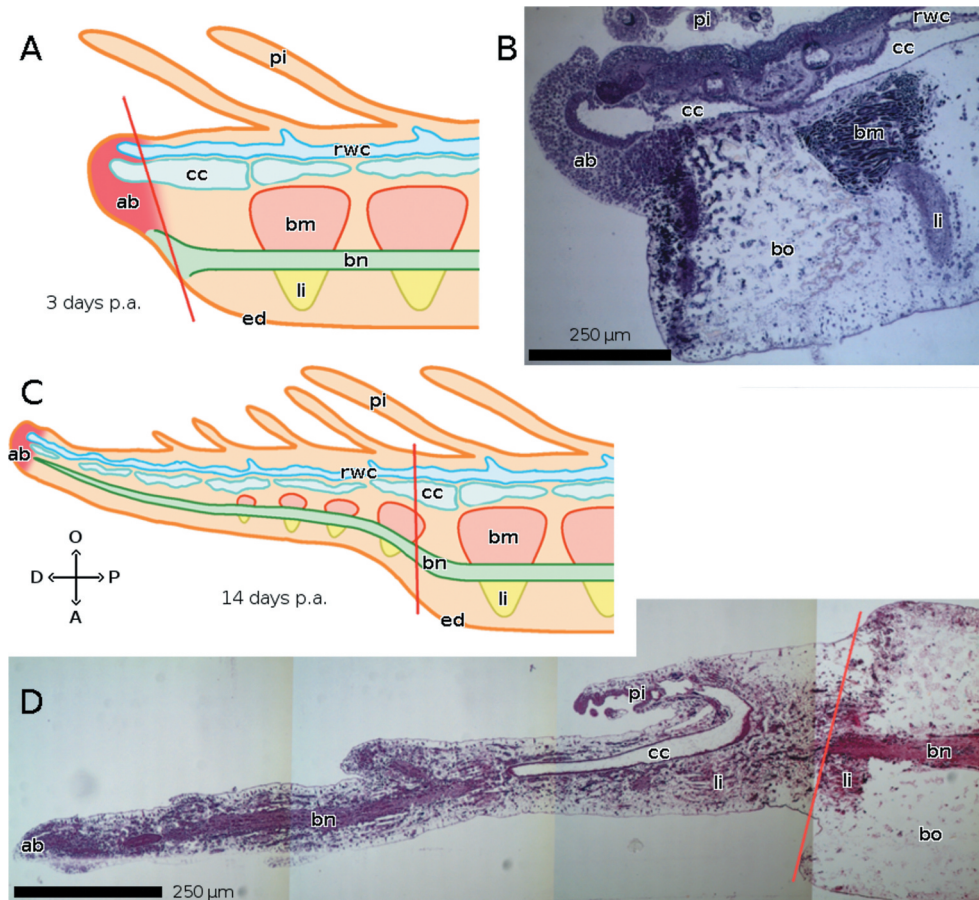 A
pi
rwc
cc
ab
bm
bn
li
3 days p.a.
ed
B
pi
rwc
cc
cc
bm
ab
li
bo
250 µm
C
pi
ab
rwc
cc
bm
bn
O
D P
A
14 days p.a.
li
ed
D
pi
cc
bn
li
li
bn
ab
bo
250 µm